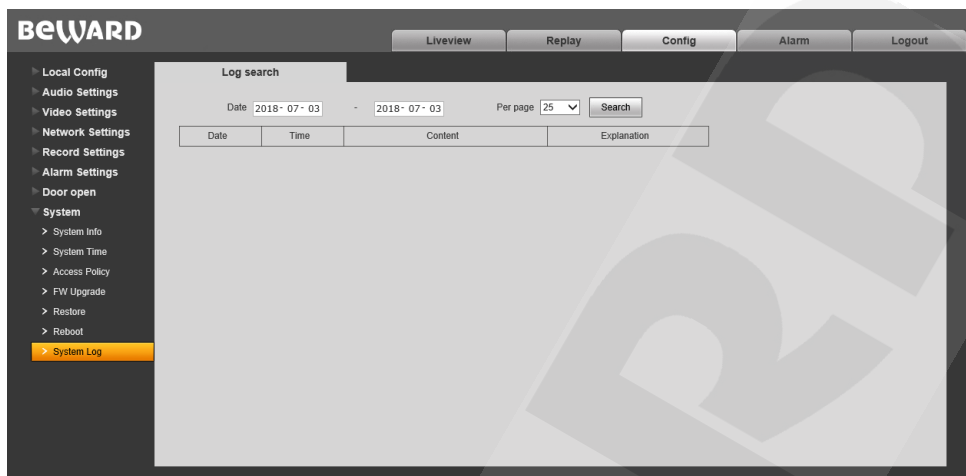 BEWARD
Liveview Replay Config Alarm Logout
Local Config
Audio Settings
Video Settings
Network Settings
Record Settings
Alarm Settings
Door open
System
> System Info
> System Time
> Access Policy
> FW Upgrade
> Restore
> Reboot
> System Log
Log search
Date 2018-07-03 - 2018-07-03 Per page 25 Search
Date Time Content Explanation